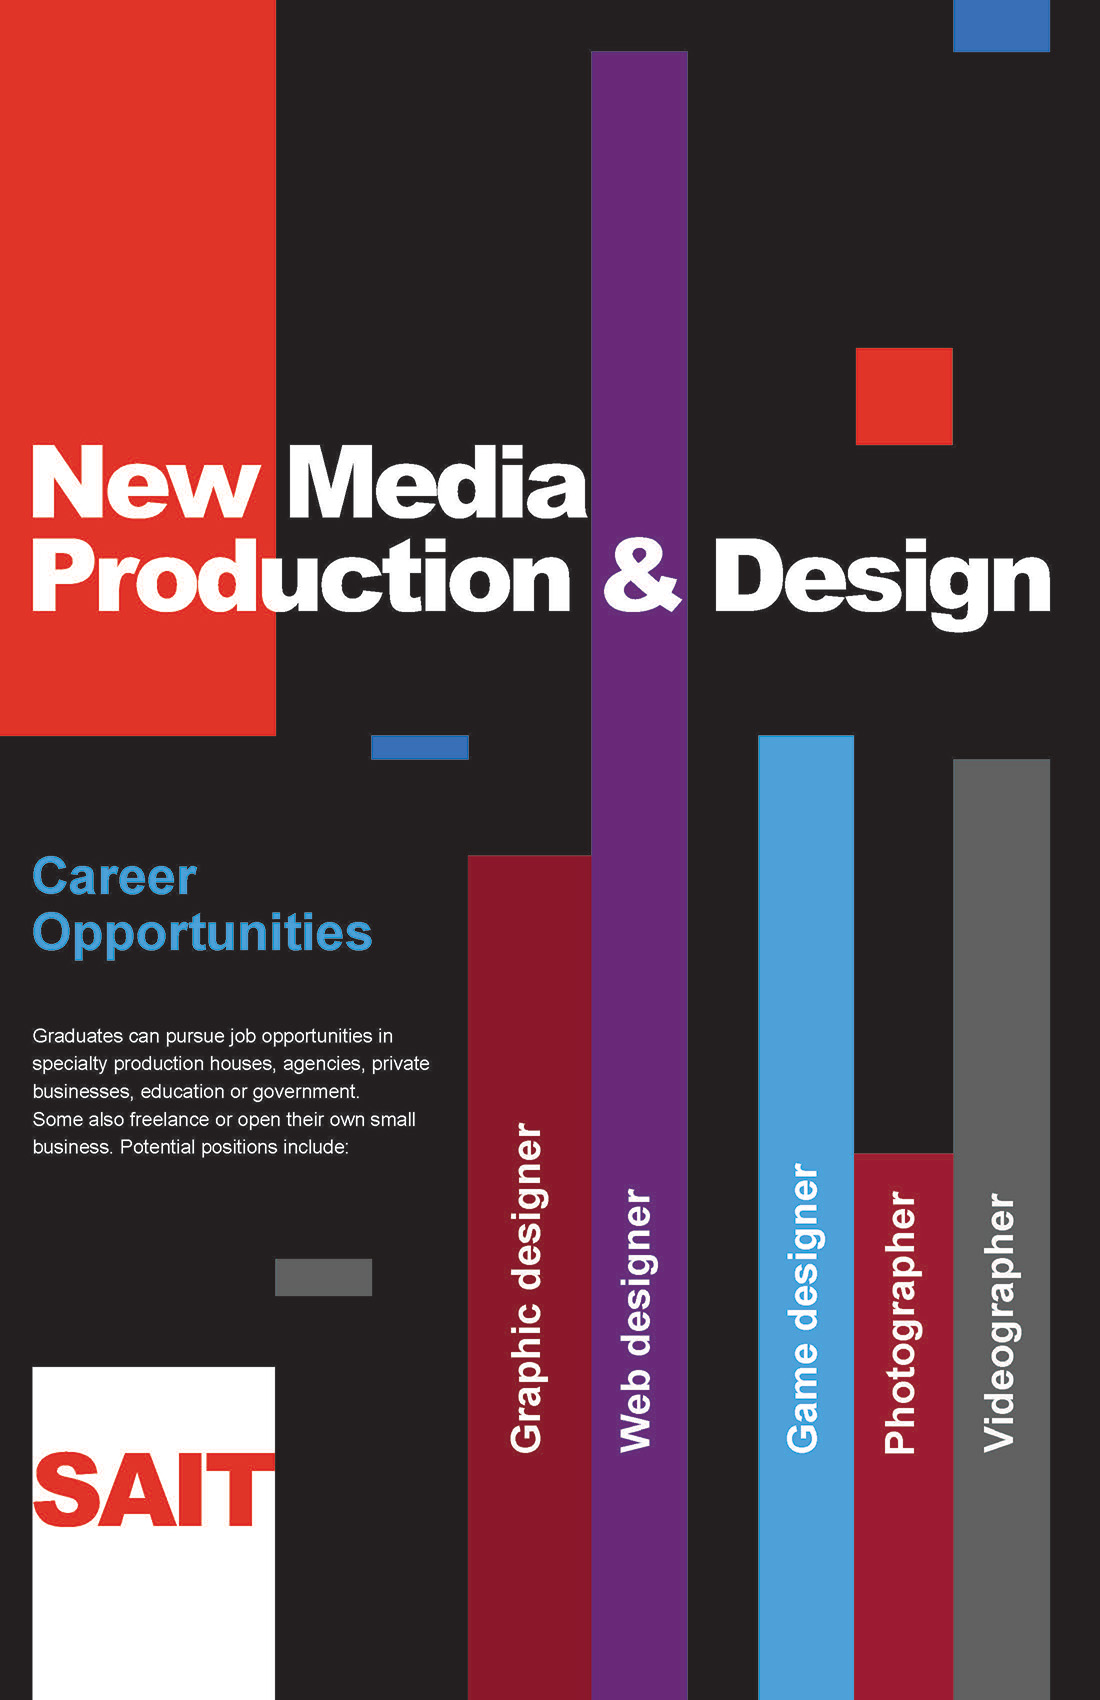 New Media
Production & Design
Career
Opportunities
Graduates can pursue job opportunities in
specialty production houses, agencies, private
businesses, education or government.
Some also freelance or open their own small
business. Potential positions include:
Graphic designer
Web designer
Game designer
Photographer
Videographer
SAIT